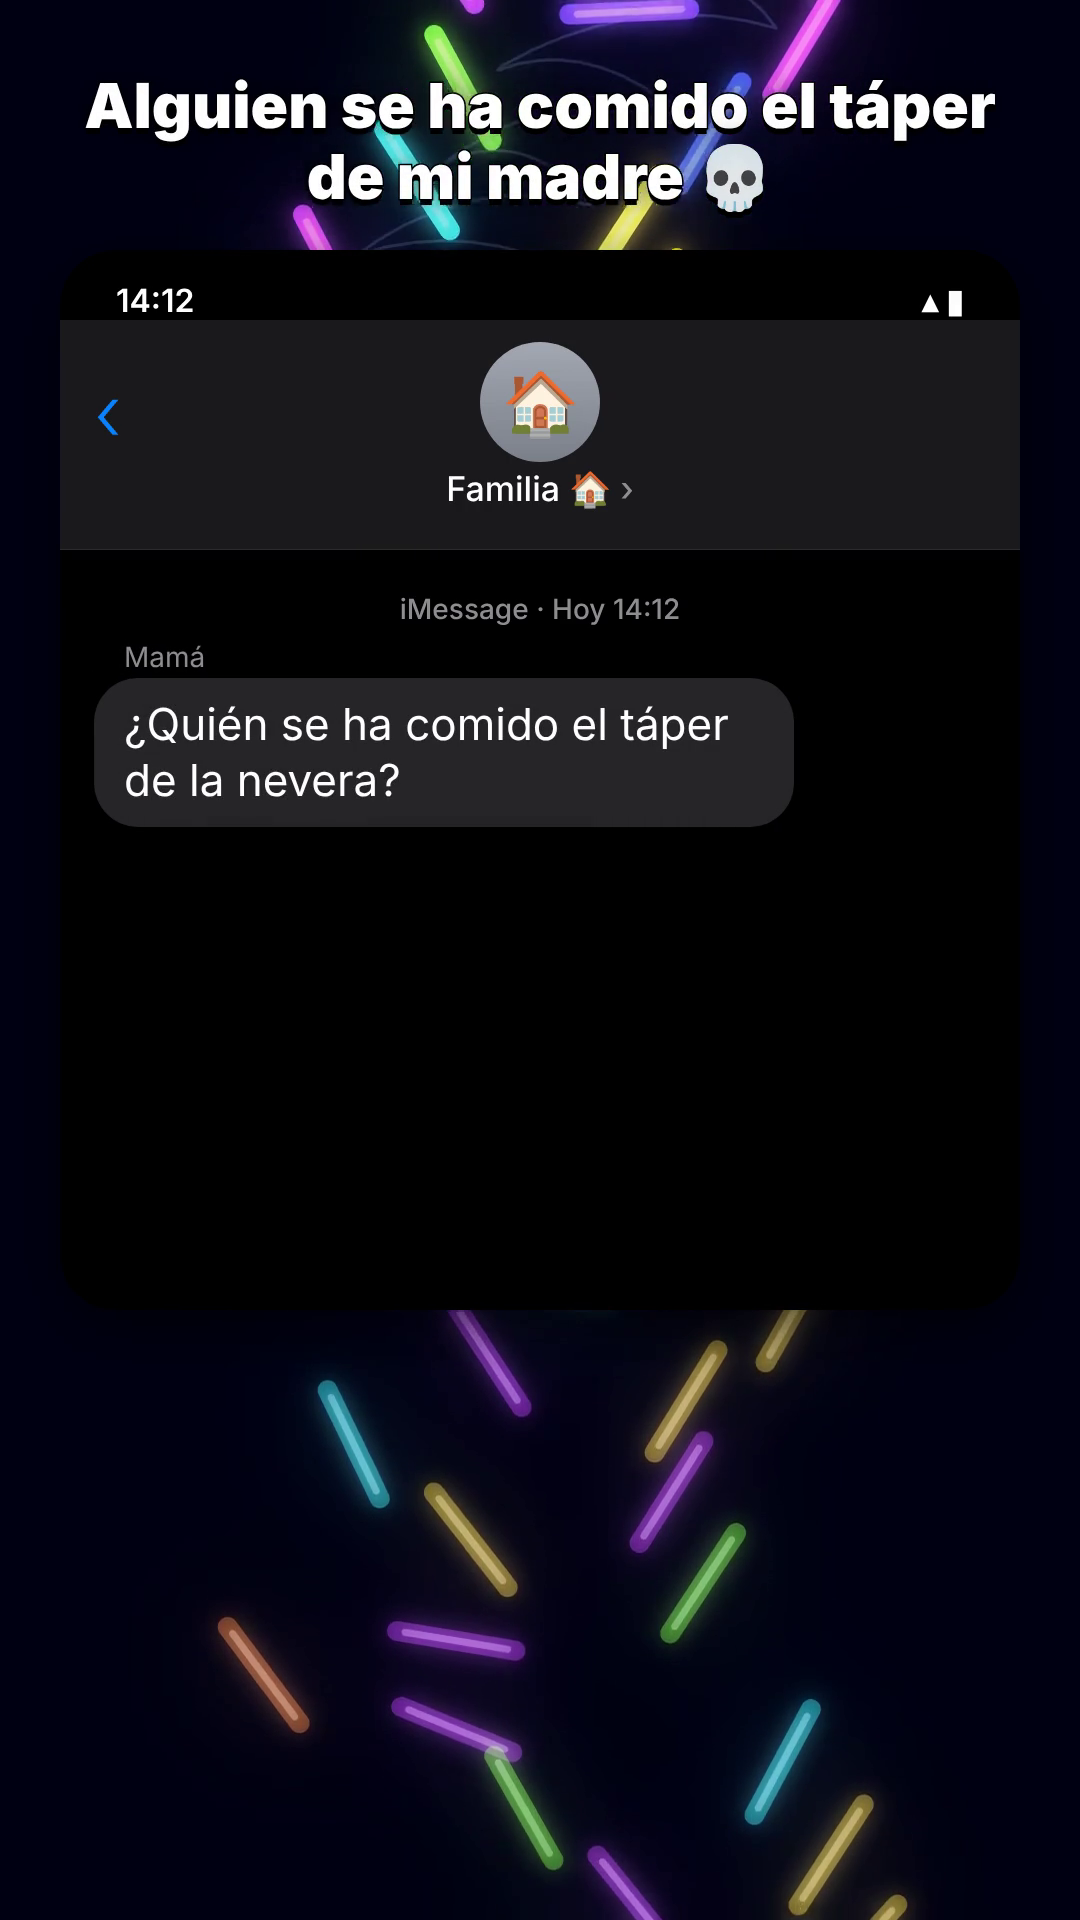 Alguien se ha comido el táper
de mi madre 💀
14:12
Familia 🏠 ›
iMessage · Hoy 14:12
Mamá
¿Quién se ha comido el táper
de la nevera?